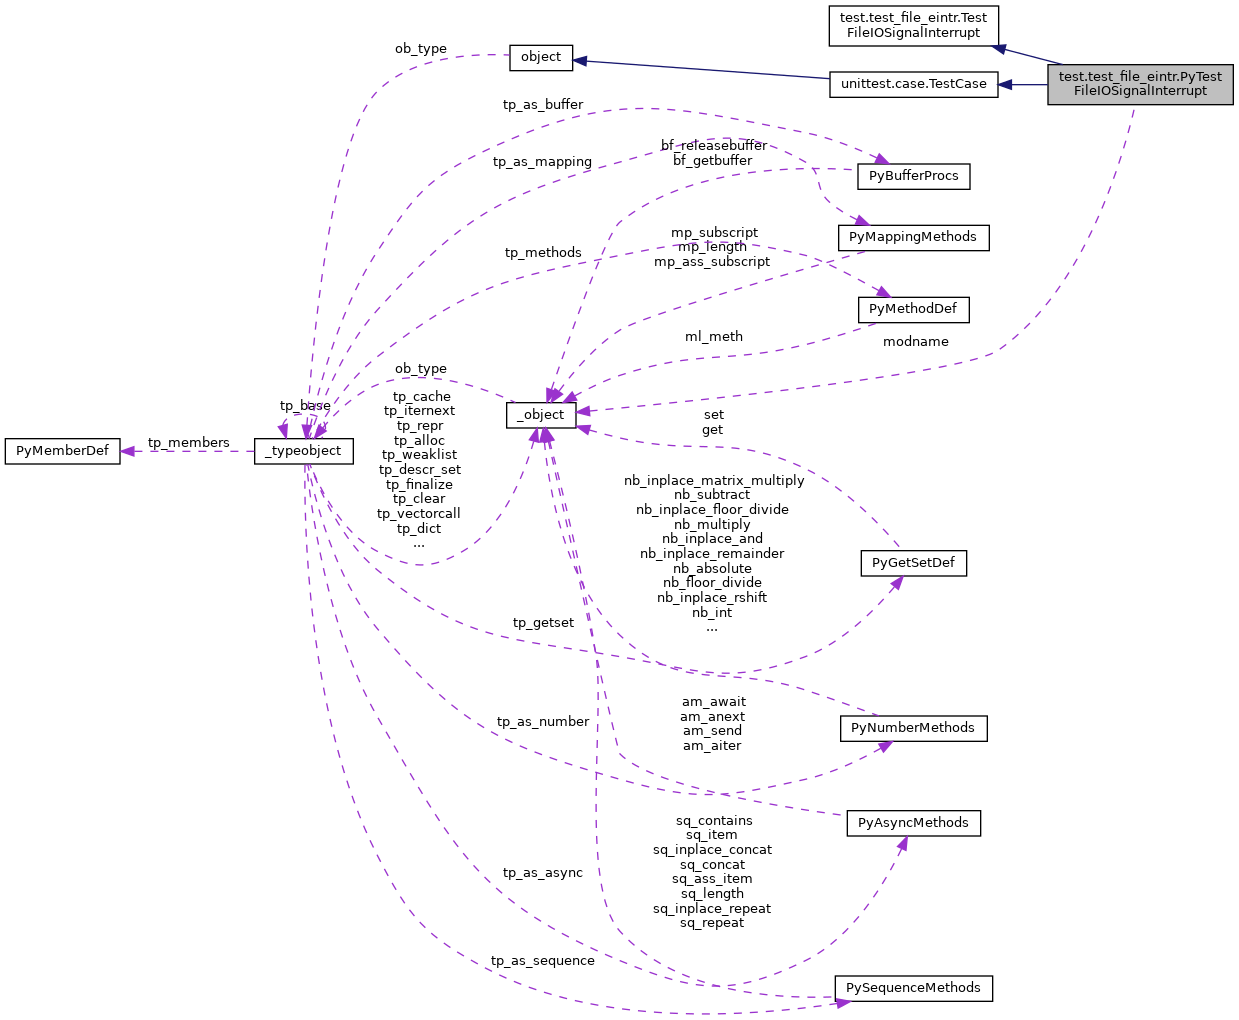 test.test_file_eintr.Test
FileIOSignalInterrupt
ob_type
object
test.test_file_eintr.PyTest
FileIOSignalInterrupt
unittest.case.TestCase
tp_as_buffer
bf_releasebuffer
bf_getbuffer
tp_as_mapping
PyBufferProcs
mp_subscript
mp_length
mp_ass_subscript
PyMappingMethods
tp_methods
PyMethodDef
ml_meth
modname
ob_type
tp_base
tp_cache
tp_iternext
tp_repr
tp_alloc
tp_weaklist
tp_descr_set
tp_finalize
tp_clear
tp_vectorcall
tp_dict
...
_object
set
get
PyMemberDef
tp_members
_typeobject
nb_inplace_matrix_multiply
nb_subtract
nb_inplace_floor_divide
nb_multiply
nb_inplace_and
nb_inplace_remainder
nb_absolute
nb_floor_divide
nb_inplace_rshift
nb_int
...
PyGetSetDef
tp_getset
tp_as_number
am_await
am_anext
am_send
am_aiter
PyNumberMethods
PyAsyncMethods
sq_contains
sq_item
sq_inplace_concat
sq_concat
sq_ass_item
sq_length
sq_inplace_repeat
sq_repeat
tp_as_async
tp_as_sequence
PySequenceMethods